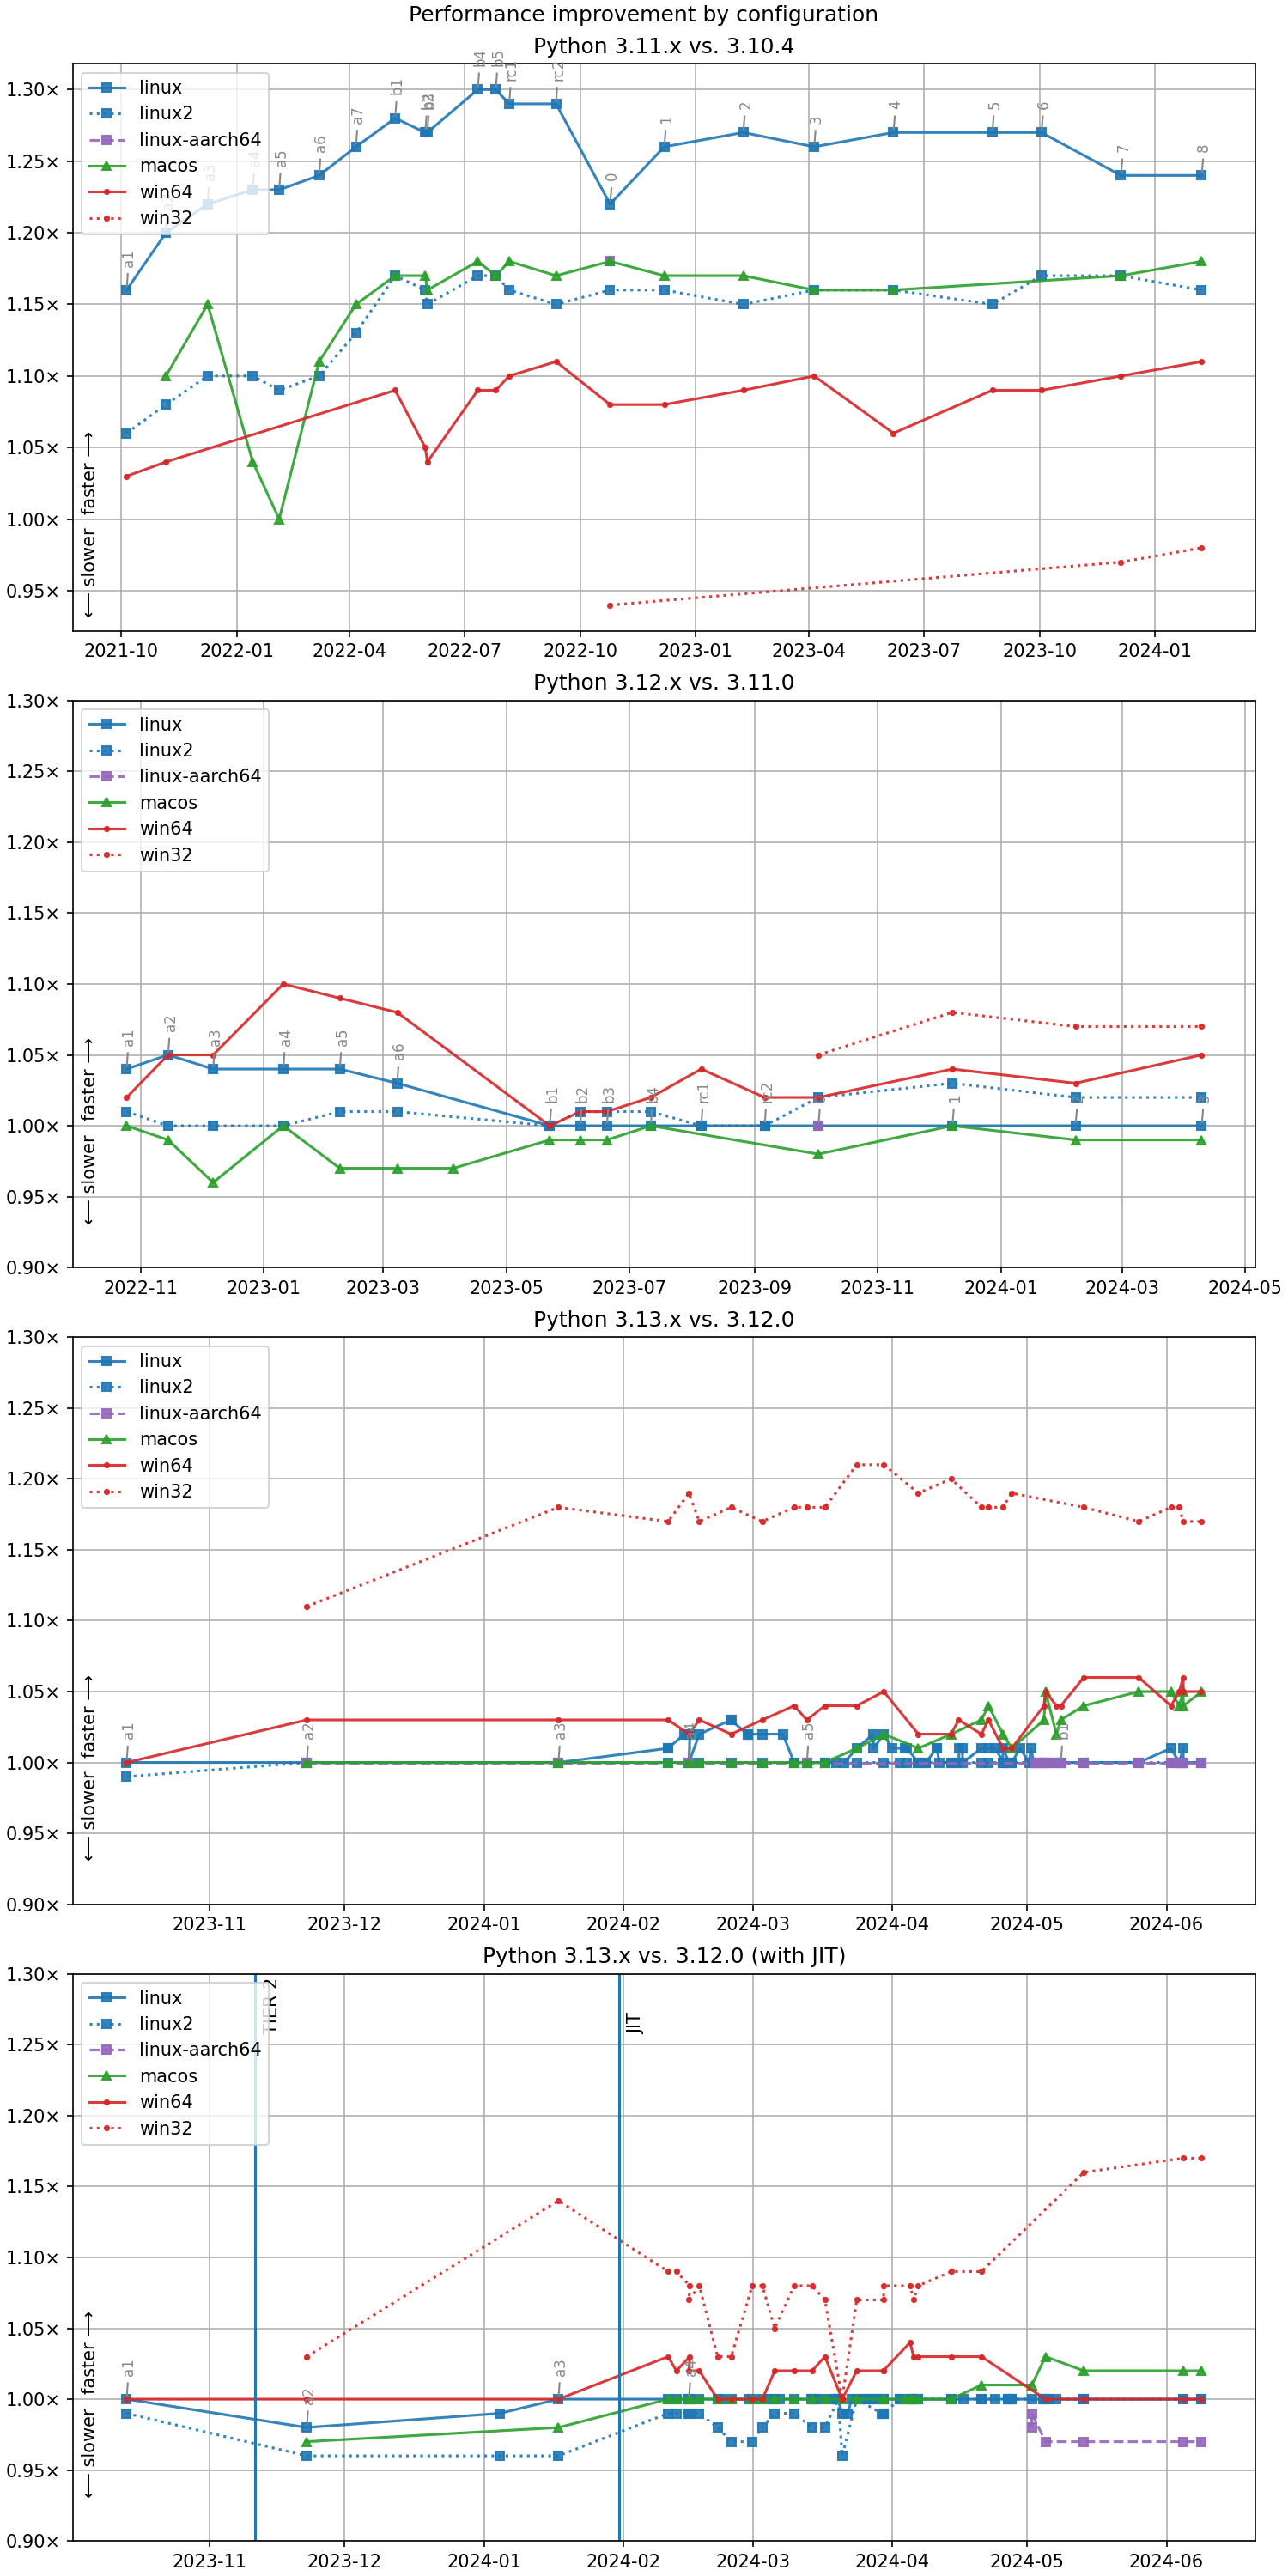 Performance improvement by configuration
Python 3.11.x vs. 3.10.4
1.30×
1.25×
1.20×
1.15×
1.10×
1.05×
1.00×
0.95×
linux
linux2
linux-aarch64
macos
win64
win32
a1
a3
a4
a5
a6
a7
b1
b4
b5
rc1
rc2
0
1
2
3
4
5
6
7
8
⟵ slower faster ⟶
2021-10 2022-01 2022-04 2022-07 2022-10 2023-01 2023-04 2023-07 2023-10 2024-01
Python 3.12.x vs. 3.11.0
1.30×
1.25×
1.20×
1.15×
1.10×
1.05×
1.00×
0.95×
0.90×
linux
linux2
linux-aarch64
macos
win64
win32
a1
a2
a3
a4
a5
a6
b1
b2
b3
b4
rc1
rc2
1
⟵ slower faster ⟶
2022-11 2023-01 2023-03 2023-05 2023-07 2023-09 2023-11 2024-01 2024-03 2024-05
Python 3.13.x vs. 3.12.0
1.30×
1.25×
1.20×
1.15×
1.10×
1.05×
1.00×
0.95×
0.90×
linux
linux2
linux-aarch64
macos
win64
win32
a1
a2
a3
a4
a5
b1
⟵ slower faster ⟶
2023-11 2023-12 2024-01 2024-02 2024-03 2024-04 2024-05 2024-06
Python 3.13.x vs. 3.12.0 (with JIT)
1.30×
1.25×
1.20×
1.15×
1.10×
1.05×
1.00×
0.95×
0.90×
linux
linux2
linux-aarch64
macos
win64
win32
TIER 2
JIT
a1
a2
a3
a4
⟵ slower faster ⟶
2023-11 2023-12 2024-01 2024-02 2024-03 2024-04 2024-05 2024-06